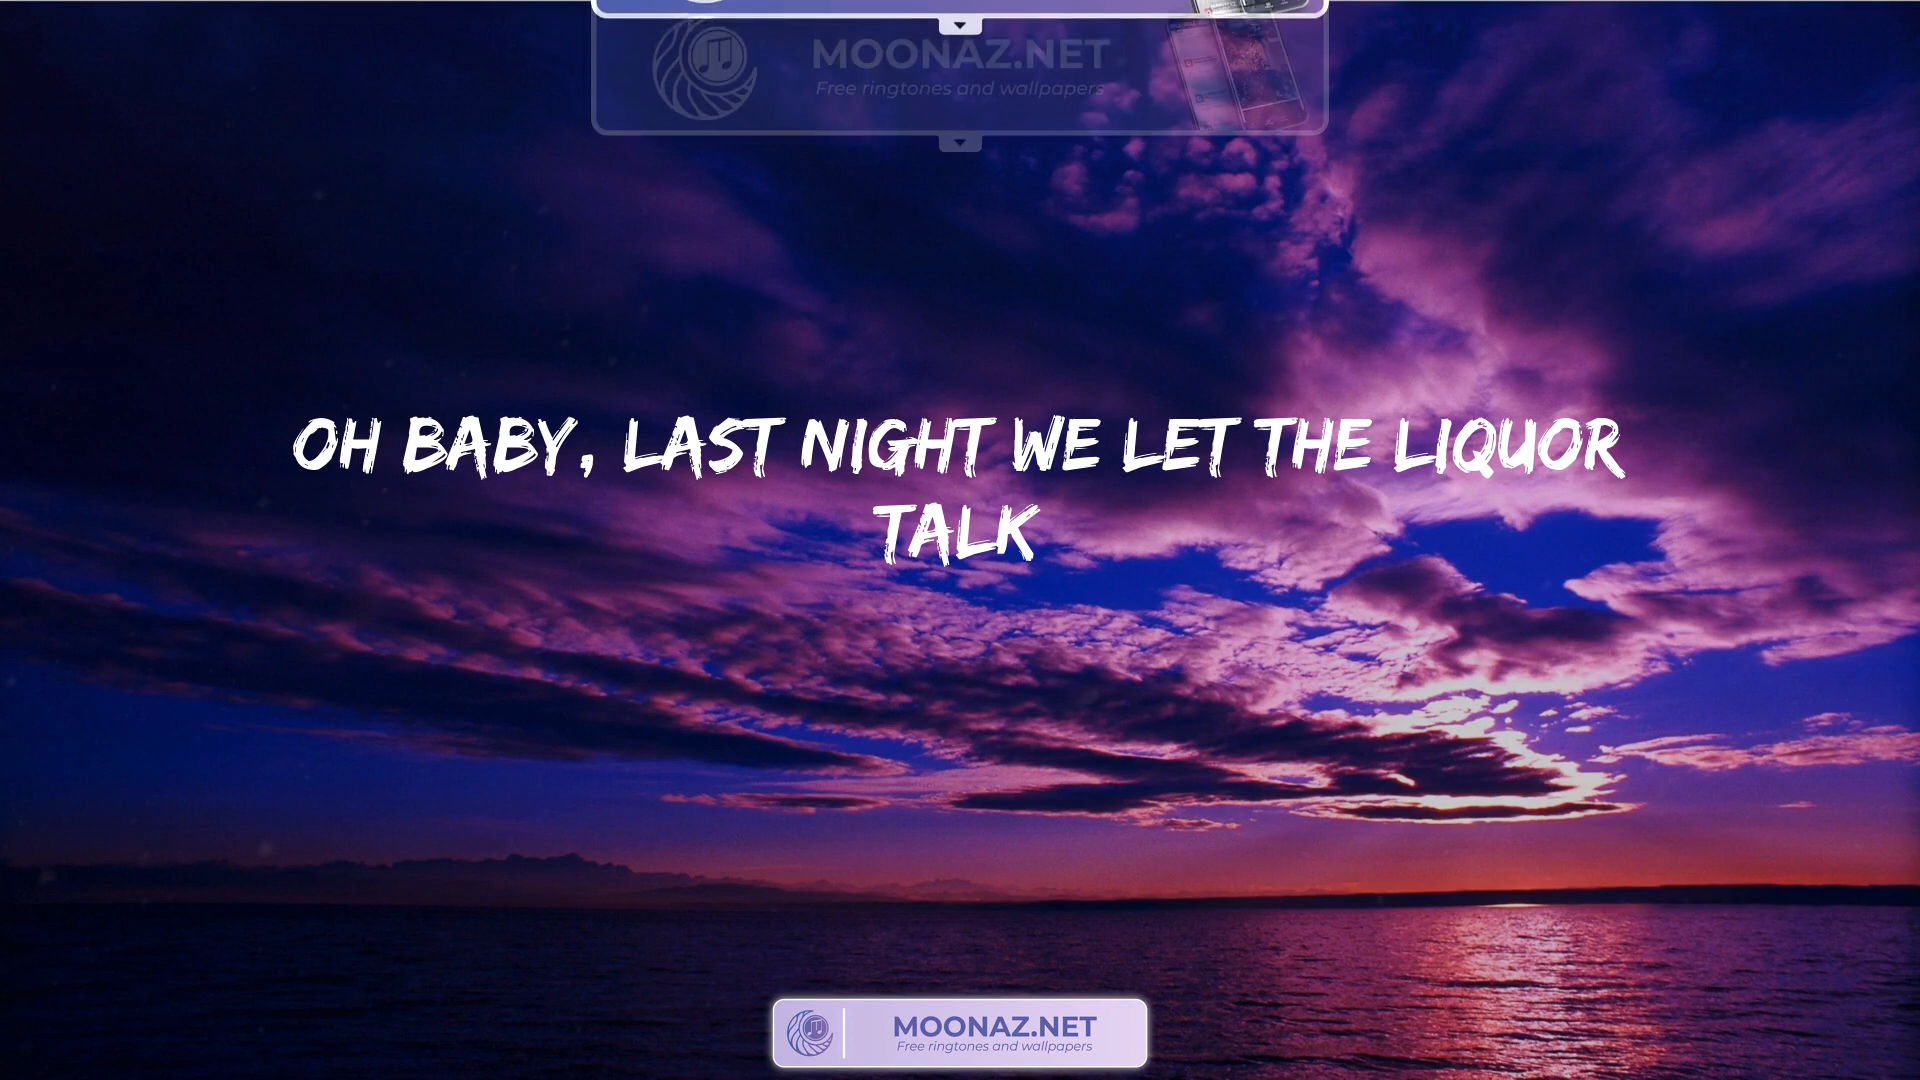 MOONAZ.NET
Free ringtones and wallpapers
OH BABY, LAST NIGHT WE LET THE LIQUOR
TALK
MOONAZ.NET
Free ringtones and wallpapers